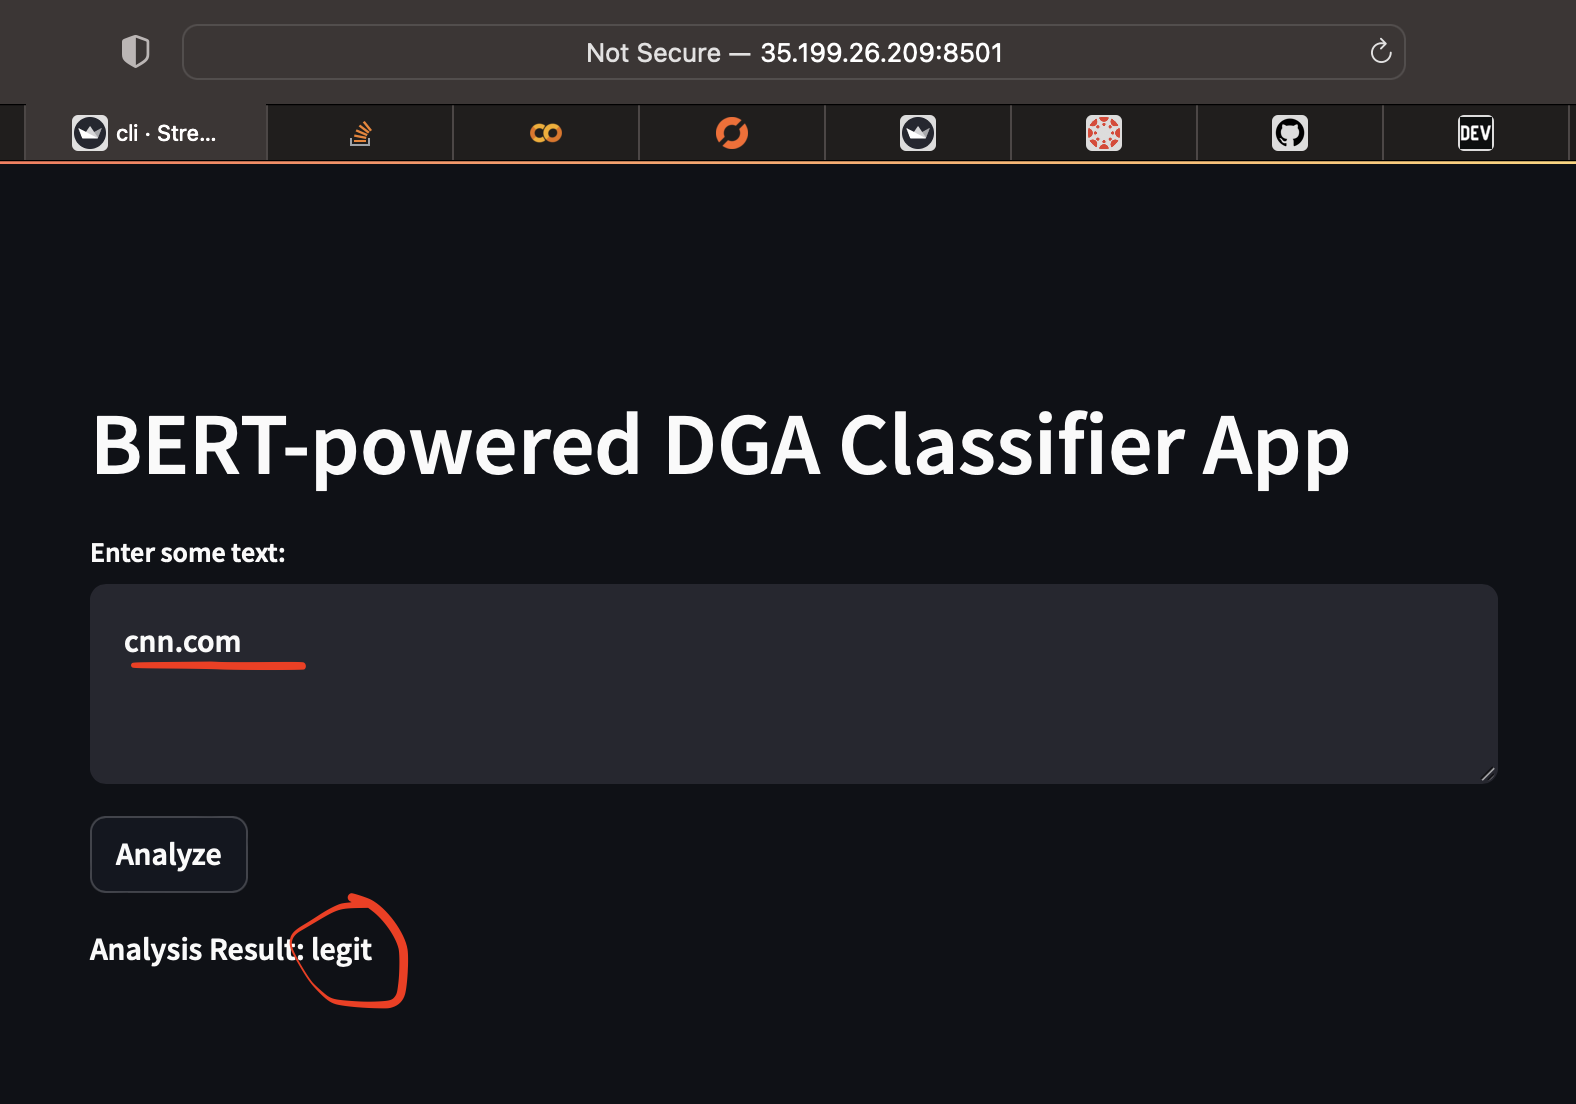 Not Secure — 35.199.26.209:8501
cli · Stre...
DEV
BERT-powered DGA Classifier App
Enter some text:
cnn.com
Analyze
Analysis Result: legit